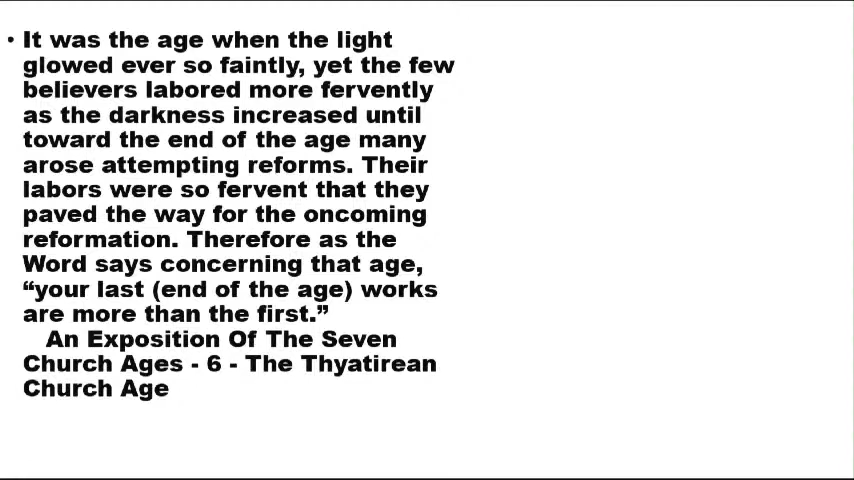 • It was the age when the light
glowed ever so faintly, yet the few
believers labored more fervently
as the darkness increased until
toward the end of the age many
arose attempting reforms. Their
labors were so fervent that they
paved the way for the oncoming
reformation. Therefore as the
Word says concerning that age,
“your last (end of the age) works
are more than the first.”
An Exposition Of The Seven
Church Ages - 6 - The Thyatirean
Church Age